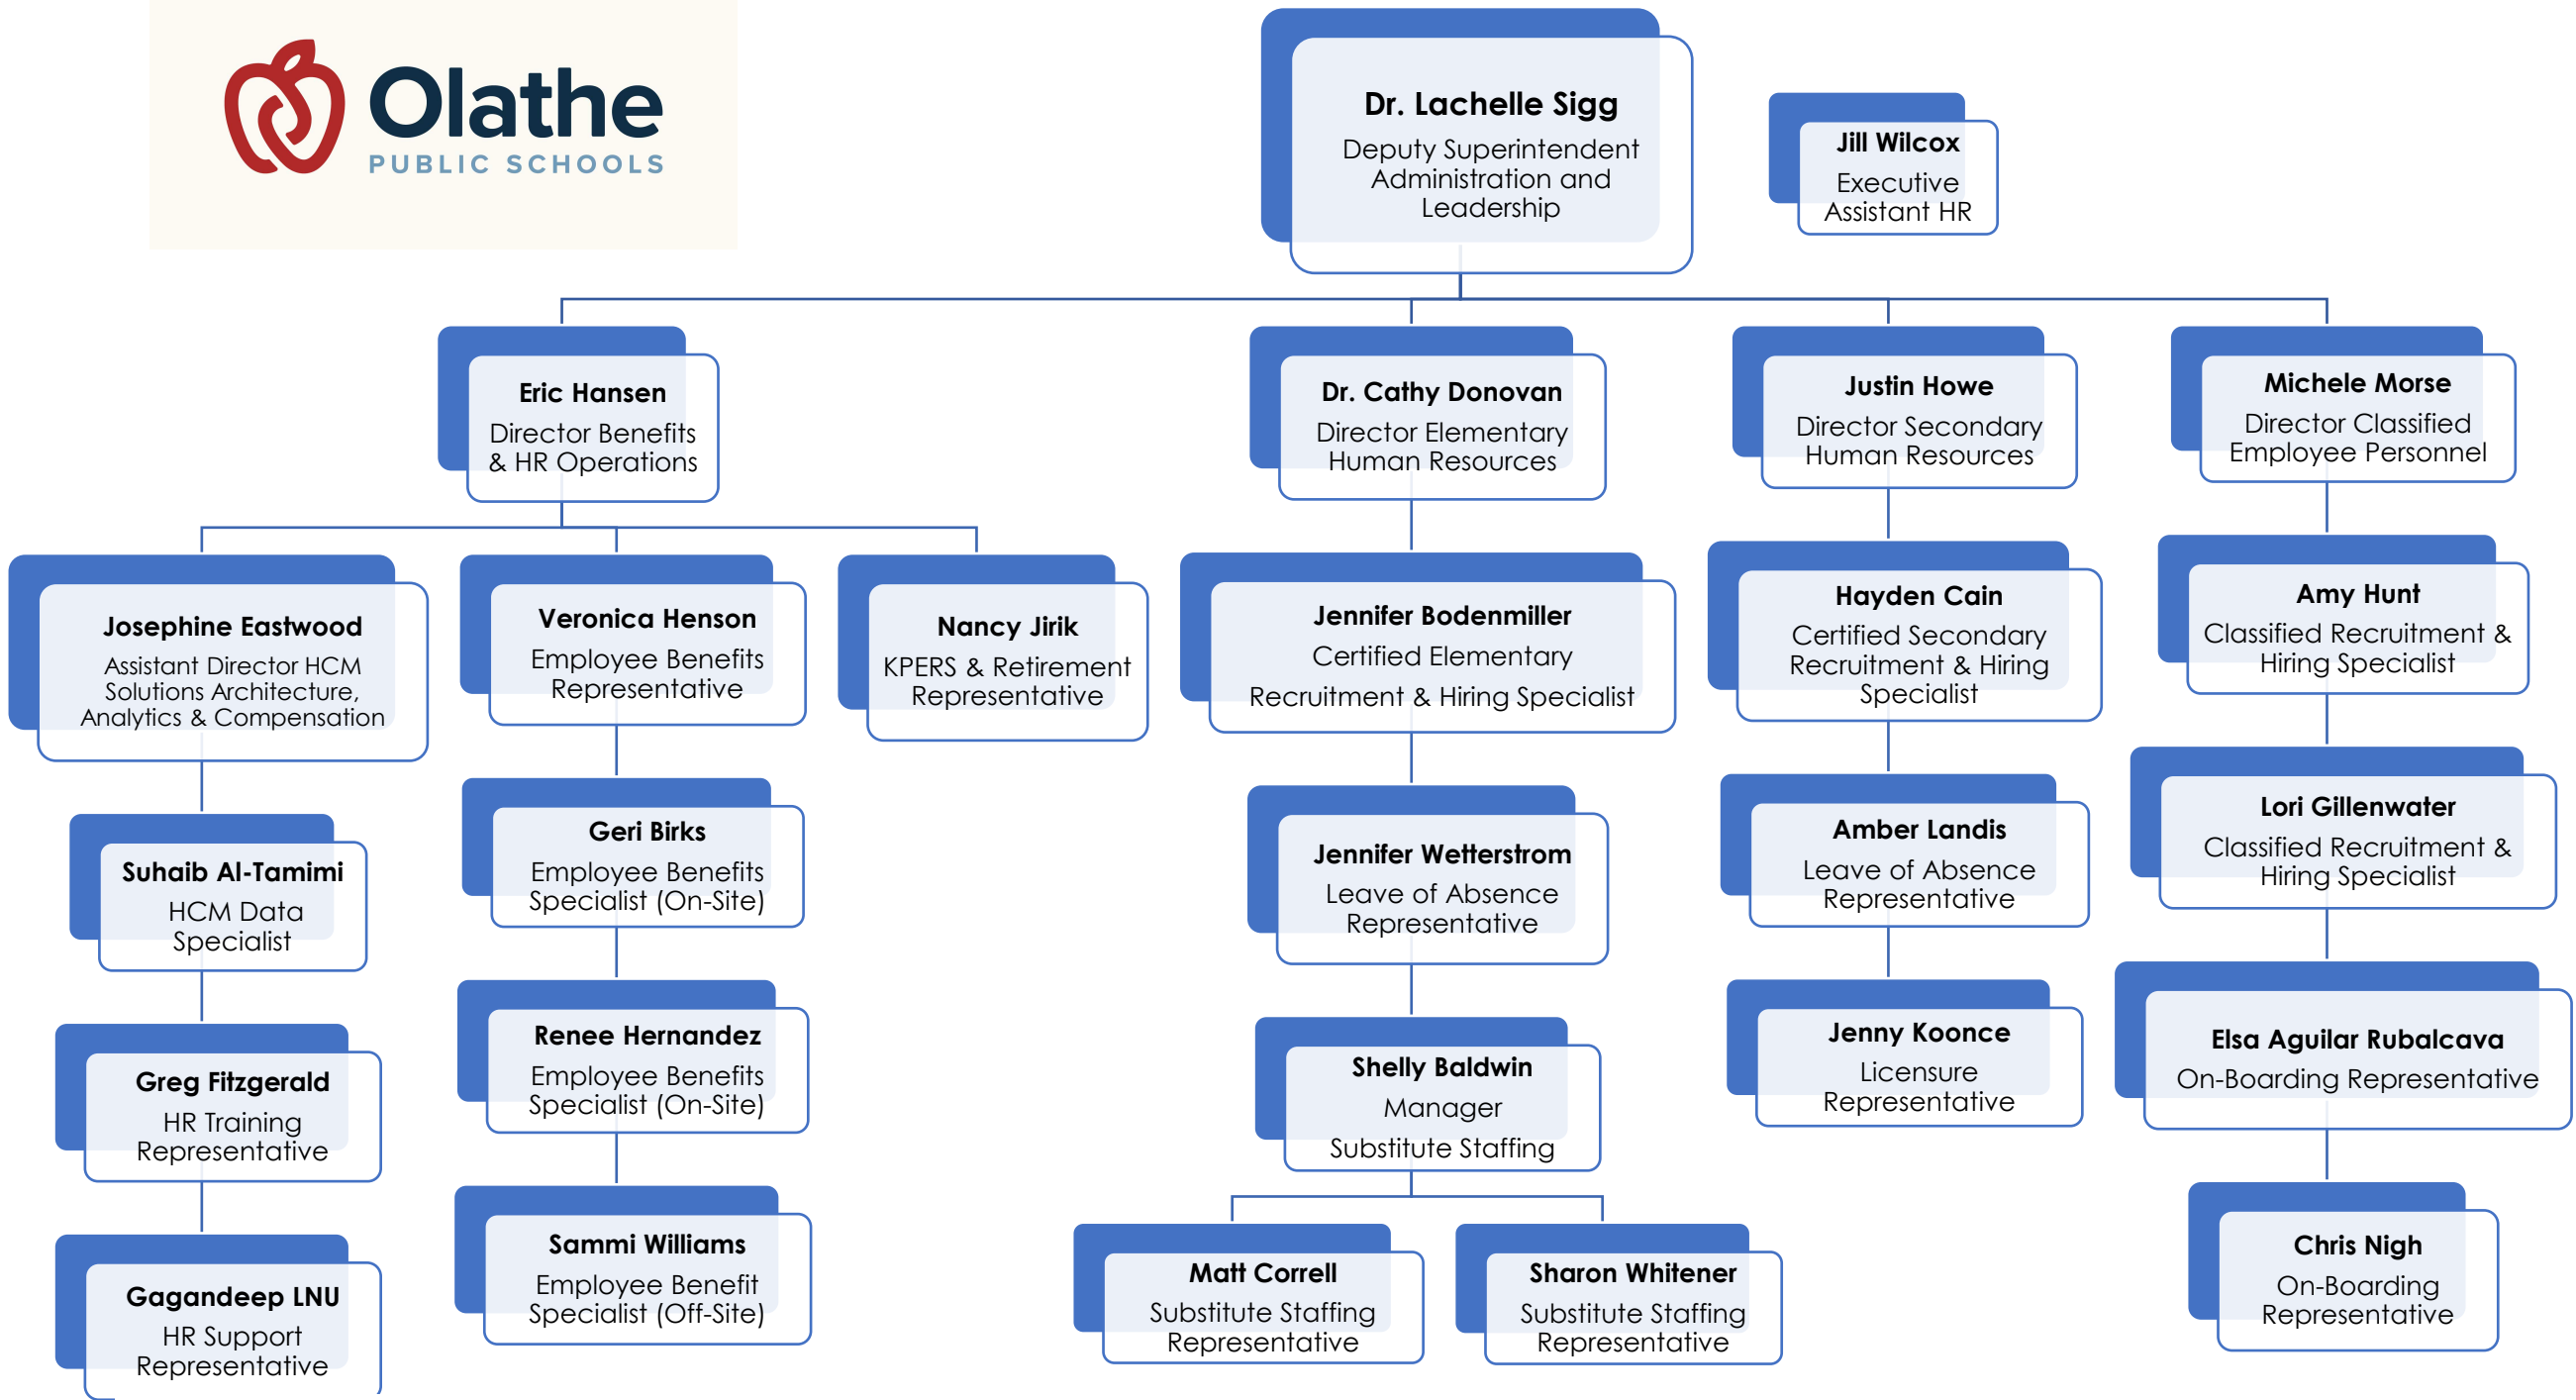 Olathe
PUBLIC SCHOOLS
Dr. Lachelle Sigg
Deputy Superintendent
Administration and
Leadership
Jill Wilcox
Executive
Assistant HR
Eric Hansen
Director Benefits
& HR Operations
Dr. Cathy Donovan
Director Elementary
Human Resources
Justin Howe
Director Secondary
Human Resources
Michele Morse
Director Classified
Employee Personnel
Josephine Eastwood
Assistant Director HCM
Solutions Architecture,
Analytics & Compensation
Veronica Henson
Employee Benefits
Representative
Nancy Jirik
KPERS & Retirement
Representative
Jennifer Bodenmiller
Certified Elementary
Recruitment & Hiring Specialist
Hayden Cain
Certified Secondary
Recruitment & Hiring
Specialist
Amy Hunt
Classified Recruitment &
Hiring Specialist
Suhaib Al-Tamimi
HCM Data
Specialist
Geri Birks
Employee Benefits
Specialist (On-Site)
Jennifer Wetterstrom
Leave of Absence
Representative
Amber Landis
Leave of Absence
Representative
Lori Gillenwater
Classified Recruitment &
Hiring Specialist
Greg Fitzgerald
HR Training
Representative
Renee Hernandez
Employee Benefits
Specialist (On-Site)
Shelly Baldwin
Manager
Substitute Staffing
Jenny Koonce
Licensure
Representative
Elsa Aguilar Rubalcava
On-Boarding Representative
Gagandeep LNU
HR Support
Representative
Sammi Williams
Employee Benefit
Specialist (Off-Site)
Matt Correll
Substitute Staffing
Representative
Sharon Whitener
Substitute Staffing
Representative
Chris Nigh
On-Boarding
Representative